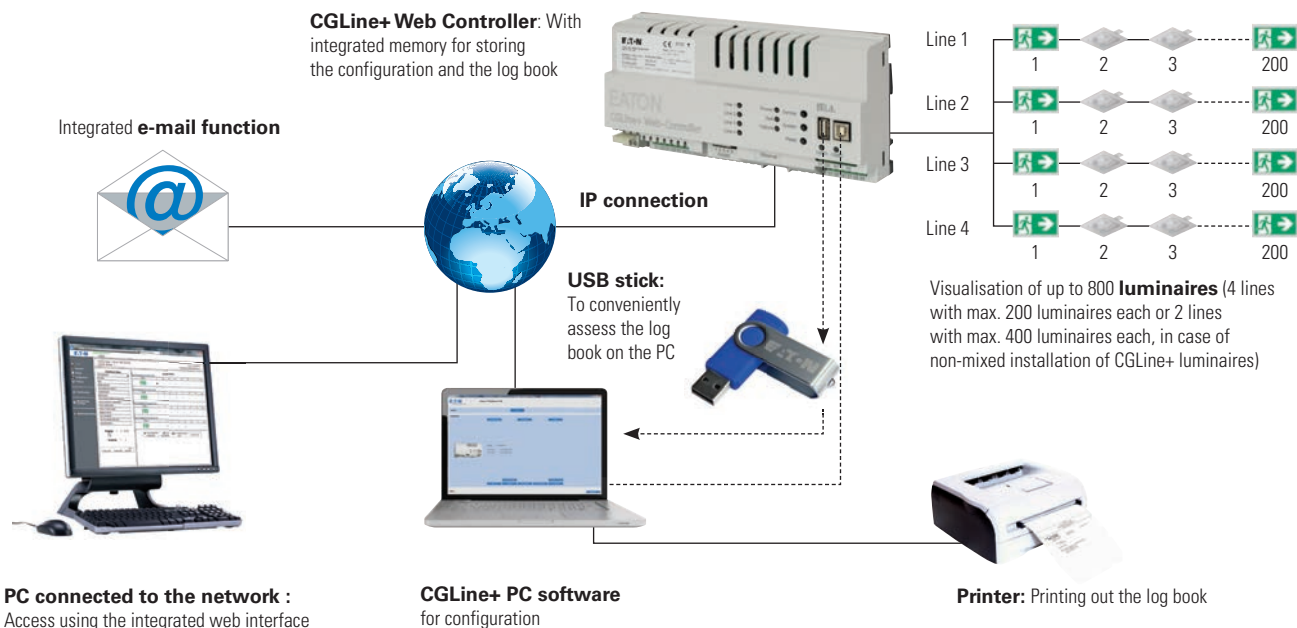 CGLine+ Web Controller: With
integrated memory for storing
the configuration and the log book
E·T·N
EATON
CGLine+ Web-Controller
Line 1
1
2
3
200
Line 2
1
2
3
200
Line 3
1
2
3
200
Line 4
1
2
3
200
Visualisation of up to 800 luminaires (4 lines
with max. 200 luminaires each or 2 lines
with max. 400 luminaires each, in case of
non-mixed installation of CGLine+ luminaires)
Integrated e-mail function
@
IP connection
USB stick:
To conveniently
assess the log
book on the PC
E·T·N
PC connected to the network :
Access using the integrated web interface
CGLine+ PC software
for configuration
Printer: Printing out the log book